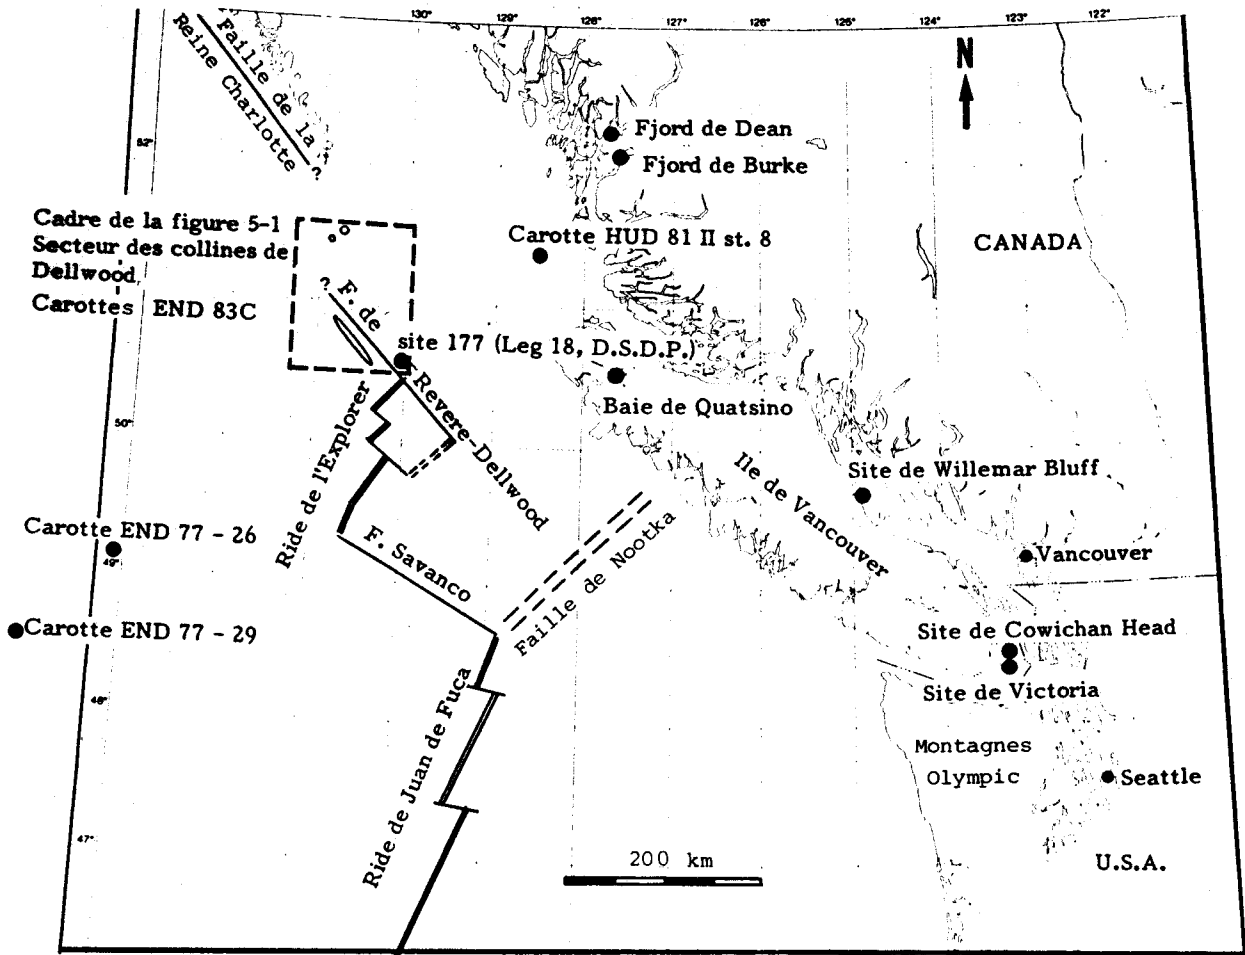 130°
129°
128°
127°
126°
125°
124°
123°
122°
N
Faille de la
Reine Charlotte
?
52°
Fjord de Dean
Fjord de Burke
Cadre de la figure 5-1
Secteur des collines de
Dellwood
Carottes END 83C
Carotte HUD 81 II st. 8
CANADA
?
F. de
Revere-Dellwood
site 177 (Leg 18, D.S.D.P.)
Baie de Quatsino
50°
Ride de l'Explorer
Ile de Vancouver
Site de Willemar Bluff
Carotte END 77 - 26
49°
F. Savanco
Faille de Nootka
Vancouver
Carotte END 77 - 29
Site de Cowichan Head
Site de Victoria
48°
Ride de Juan de Fuca
Montagnes
Olympic
Seattle
47°
200 km
U.S.A.